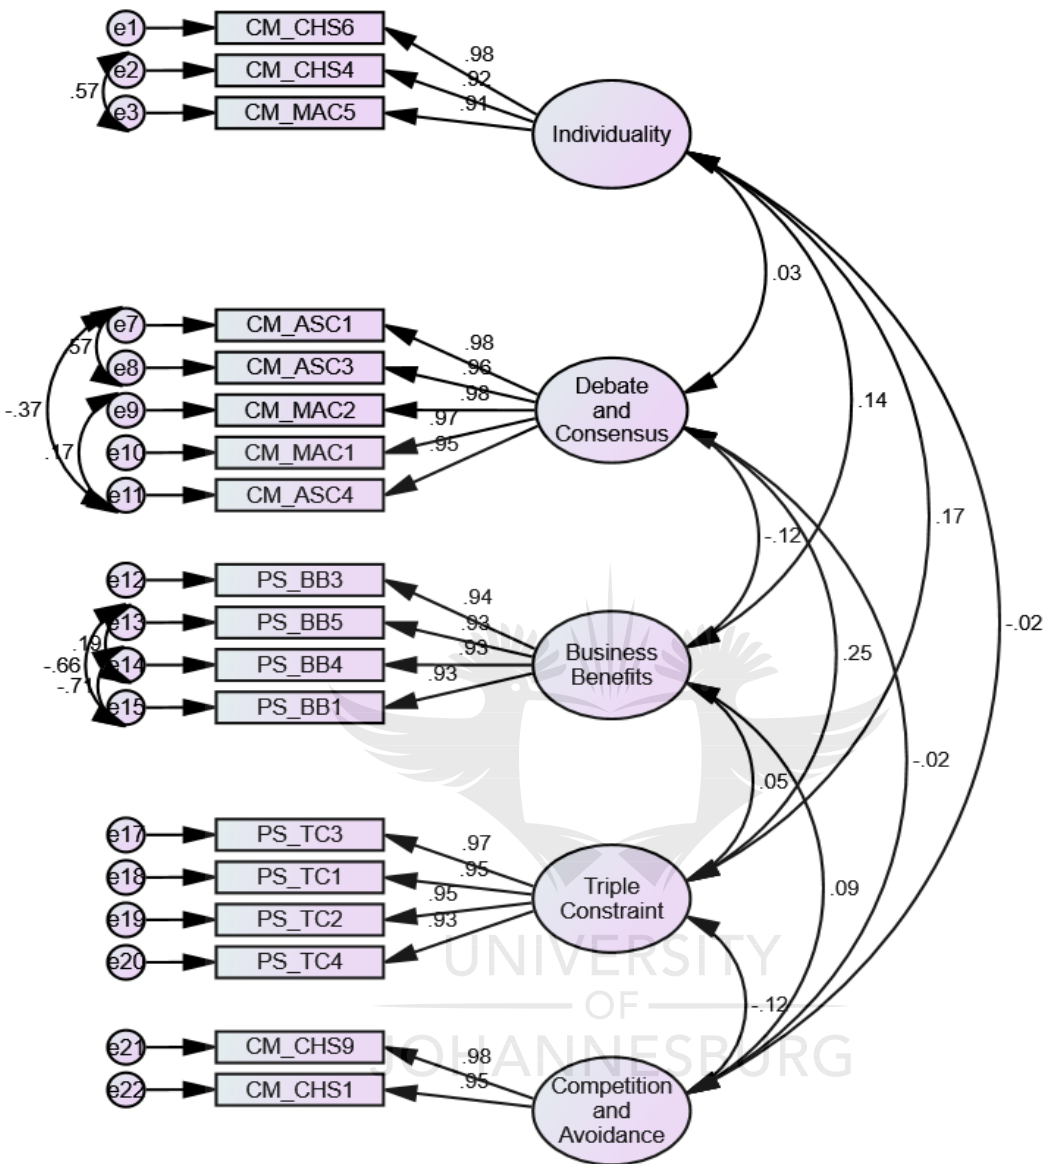 e1
CM_CHS6
.98
e2
CM_CHS4
.92
.57
e3
CM_MAC5
.91
Individuality
.03
e7
CM_ASC1
.98
.57
e8
CM_ASC3
.96
-.37
e9
CM_MAC2
.98
e10
CM_MAC1
.97
.17
e11
CM_ASC4
.95
Debate
and
Consensus
.14
.17
-.12
e12
PS_BB3
.94
e13
PS_BB5
.93
.19
e14
PS_BB4
.93
-.66
-.71
e15
PS_BB1
.93
Business
Benefits
-.02
.25
-.02
.05
e17
PS_TC3
.97
e18
PS_TC1
.95
e19
PS_TC2
.95
e20
PS_TC4
.93
Triple
Constraint
.09
UNIVERSITY
OF
JOHANNESBURG
-.12
e21
CM_CHS9
.98
e22
CM_CHS1
.95
Competition
and
Avoidance